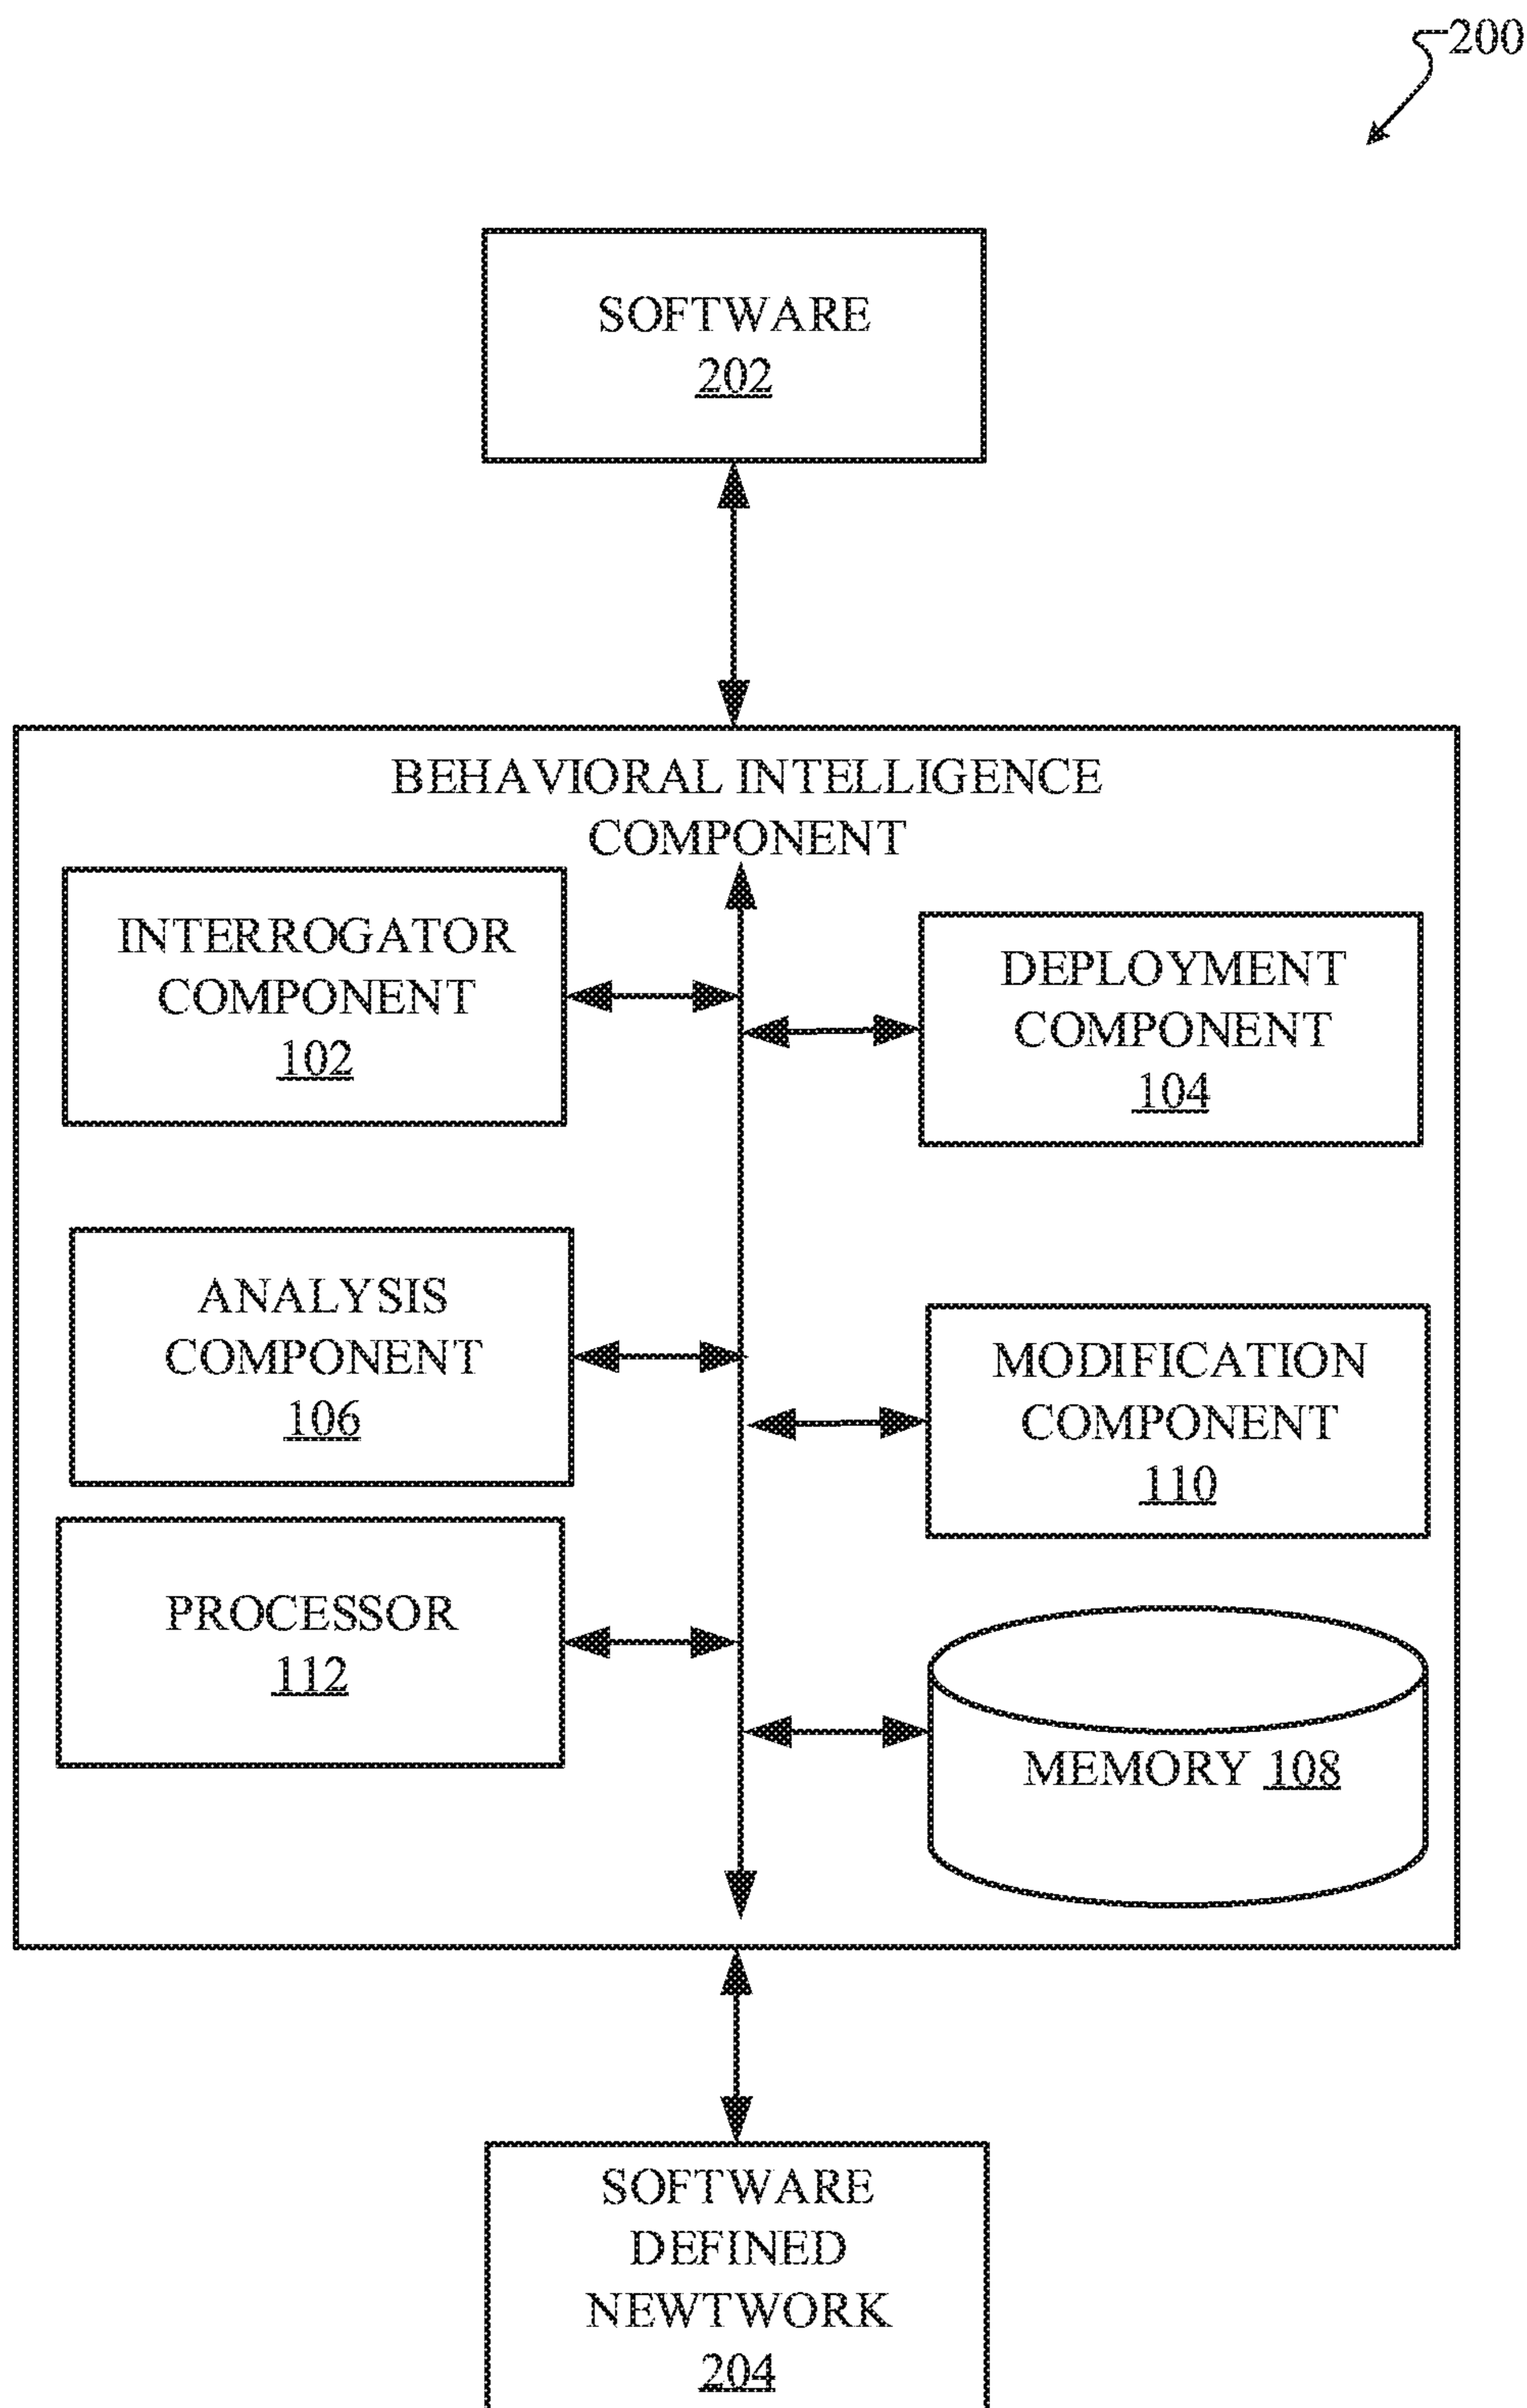 200
SOFTWARE
202
BEHAVIORAL INTELLIGENCE
COMPONENT
INTERROGATOR
COMPONENT
102
DEPLOYMENT
COMPONENT
104
ANALYSIS
COMPONENT
106
MODIFICATION
COMPONENT
110
PROCESSOR
112
MEMORY 108
SOFTWARE
DEFINED
NEWTWORK
204